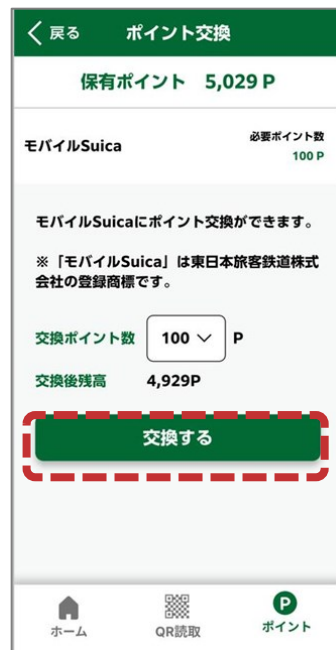 戻る ポイント交換
保有ポイント 5,029 P
モバイルSuica
必要ポイント数
100 P
モバイルSuicaにポイント交換ができます。
※「モバイルSuica」は東日本旅客鉄道株式
会社の登録商標です。
交換ポイント数 100 P
交換後残高 4,929P
交換する
ホーム
QR読取
P
ポイント